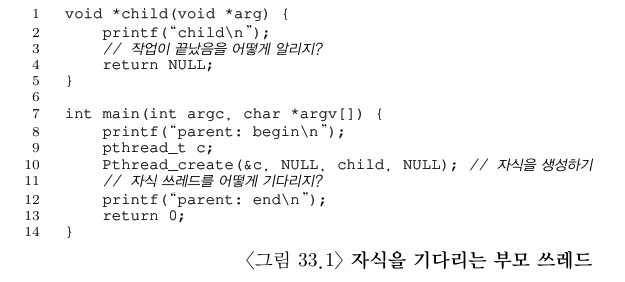 1 void *child(void *arg) {
2 printf(“child\n”);
3 // 작업이 끝났음을 어떻게 알리지?
4 return NULL;
5 }
6
7 int main(int argc, char *argv[]) {
8 printf(“parent: begin\n”);
9 pthread_t c;
10 Pthread_create(&c, NULL, child, NULL); // 자식을 생성하기
11 // 자식 쓰레드를 어떻게 기다리지?
12 printf(“parent: end\n”);
13 return 0;
14 }
〈그림 33.1〉 자식을 기다리는 부모 쓰레드